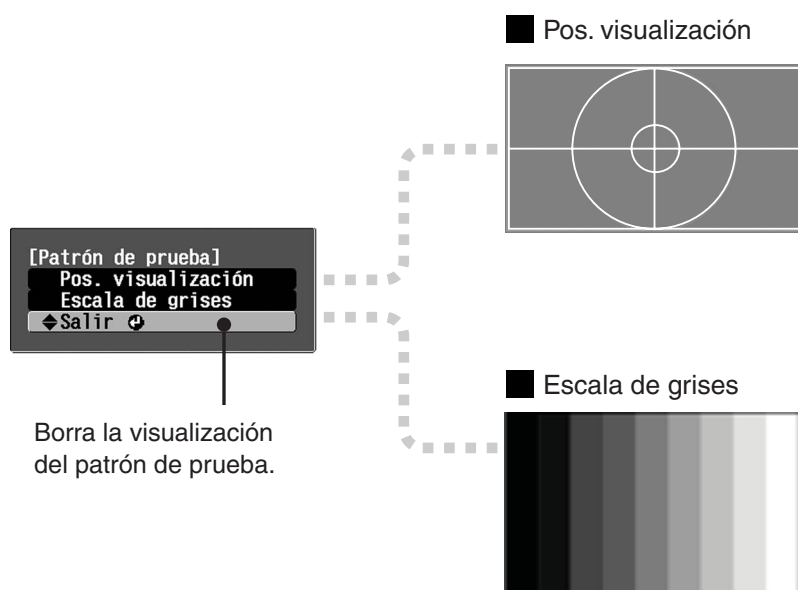 Pos. visualización
[Patrón de prueba]
Pos. visualización
Escala de grises
Salir
Borra la visualización
del patrón de prueba.
Escala de grises